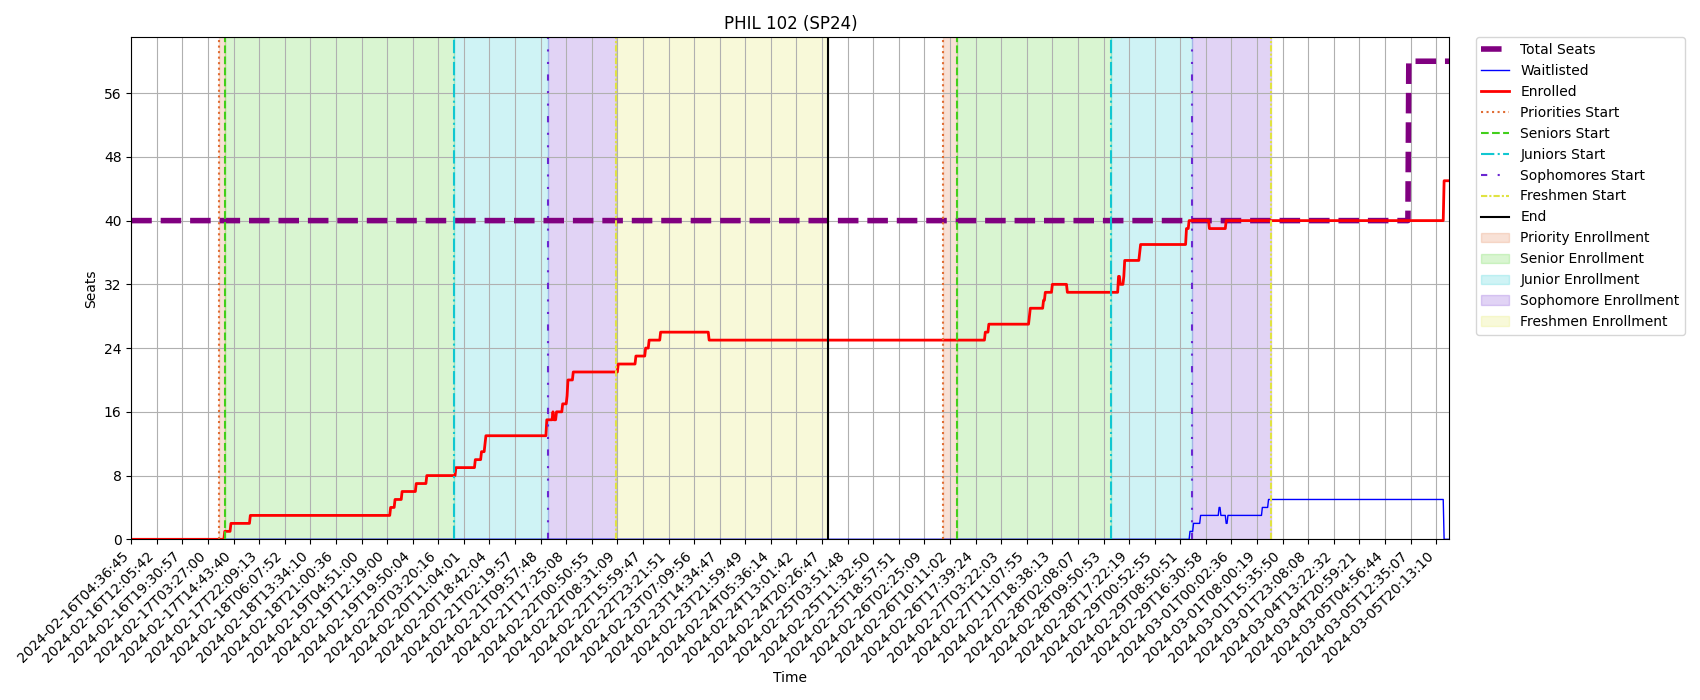 PHIL 102 (SP24)
Seats
56
48
40
32
24
16
8
0
2024-02-16T04:36:45
2024-02-16T12:05:42
2024-02-16T19:30:57
2024-02-17T03:27:00
2024-02-17T14:43:40
2024-02-17T22:09:13
2024-02-18T06:07:52
2024-02-18T13:34:10
2024-02-18T21:00:36
2024-02-19T04:51:00
2024-02-19T12:19:00
2024-02-19T19:50:04
2024-02-20T03:20:16
2024-02-20T11:04:01
2024-02-20T18:42:04
2024-02-21T02:19:57
2024-02-21T09:57:48
2024-02-21T17:25:08
2024-02-22T00:50:55
2024-02-22T08:31:09
2024-02-22T15:59:47
2024-02-22T23:21:51
2024-02-23T07:09:56
2024-02-23T14:34:47
2024-02-23T21:59:49
2024-02-24T05:36:14
2024-02-24T13:01:42
2024-02-24T20:26:47
2024-02-25T03:51:48
2024-02-25T11:32:50
2024-02-25T18:57:51
2024-02-26T02:25:09
2024-02-26T10:11:02
2024-02-26T17:39:24
2024-02-27T03:22:03
2024-02-27T11:07:55
2024-02-27T18:38:13
2024-02-28T02:08:07
2024-02-28T09:50:53
2024-02-28T17:22:19
2024-02-29T00:52:55
2024-02-29T08:50:51
2024-02-29T16:30:58
2024-03-01T00:02:36
2024-03-01T08:00:19
2024-03-01T15:35:50
2024-03-01T23:08:08
2024-03-04T13:22:32
2024-03-04T20:59:21
2024-03-05T04:56:44
2024-03-05T12:35:07
2024-03-05T20:13:10
Time
Total Seats
Waitlisted
Enrolled
Priorities Start
Seniors Start
Juniors Start
Sophomores Start
Freshmen Start
End
Priority Enrollment
Senior Enrollment
Junior Enrollment
Sophomore Enrollment
Freshmen Enrollment